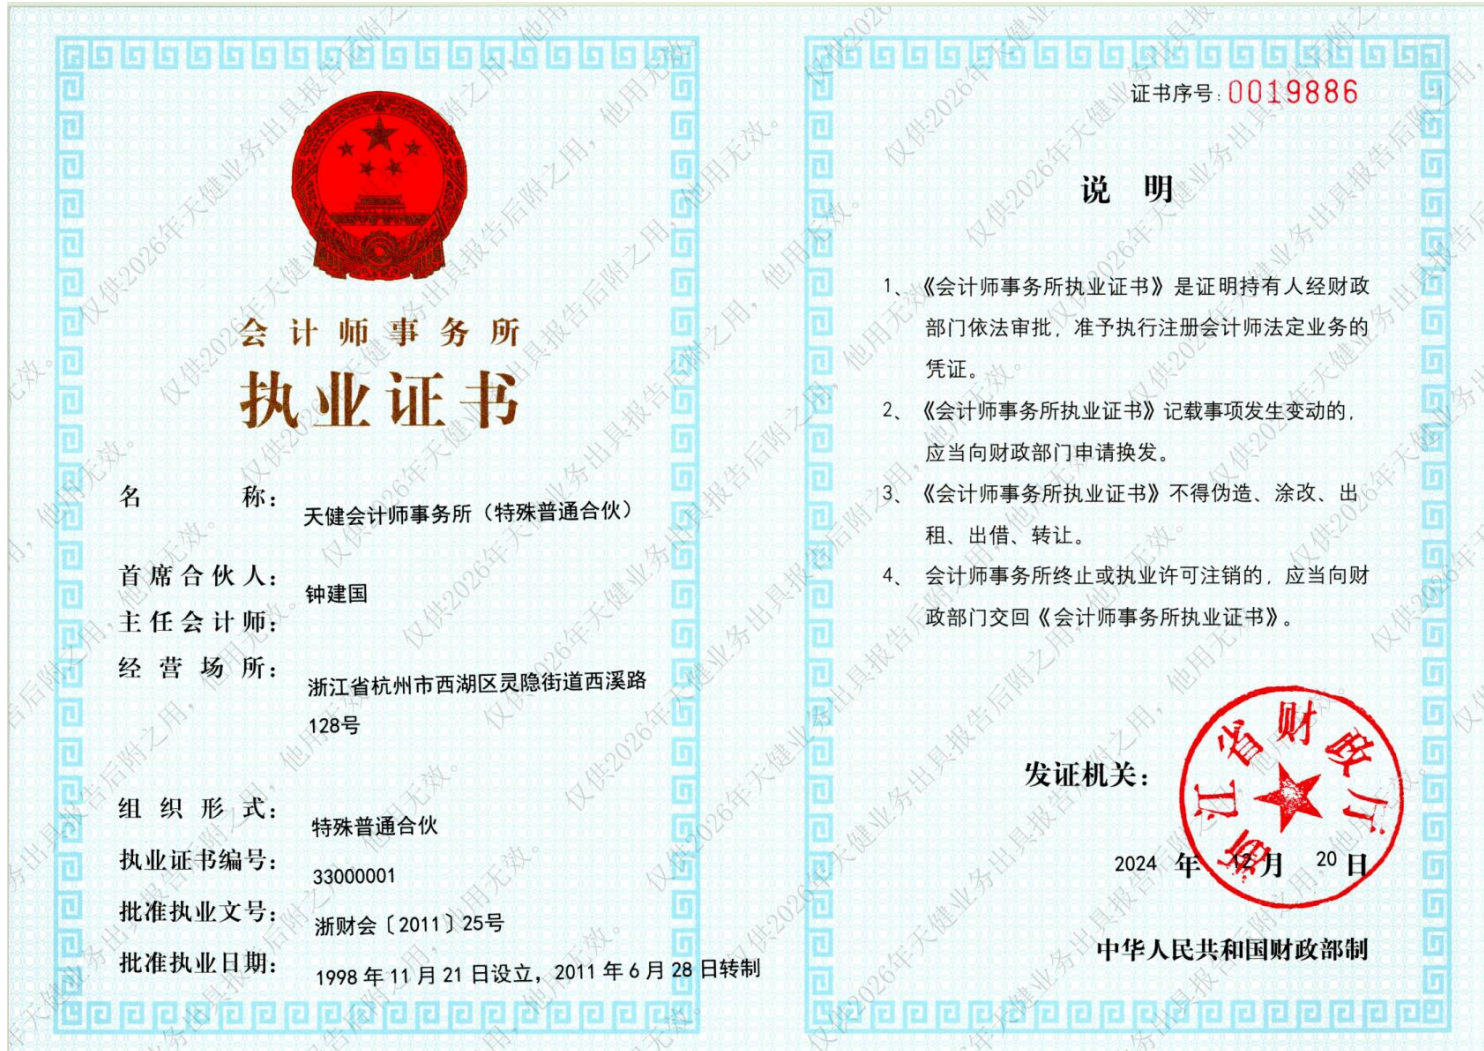 会计师事务所
执业证书
名称：
天健会计师事务所（特殊普通合伙）
首席合伙人：
钟建国
主任会计师：
经营场所：
浙江省杭州市西湖区灵隐街道西溪路
128号
组织形式：
特殊普通合伙
执业证书编号：
33000001
批准执业文号：
浙财会〔2011〕25号
批准执业日期：
1998年11月21日设立，2011年6月28日转制
证书序号：0019886
说明
1、《会计师事务所执业证书》是证明持有人经财政
部门依法审批，准予执行注册会计师法定业务的
凭证。
2、《会计师事务所执业证书》记载事项发生变动的，
应当向财政部门申请换发。
3、《会计师事务所执业证书》不得伪造、涂改、出
租、出借、转让。
4、会计师事务所终止或执业许可注销的，应当向财
政部门交回《会计师事务所执业证书》。
发证机关：
浙江省财政厅
2024年12月20日
中华人民共和国财政部制
仅供2026年天健业务出具报告后附之用，他用无效。